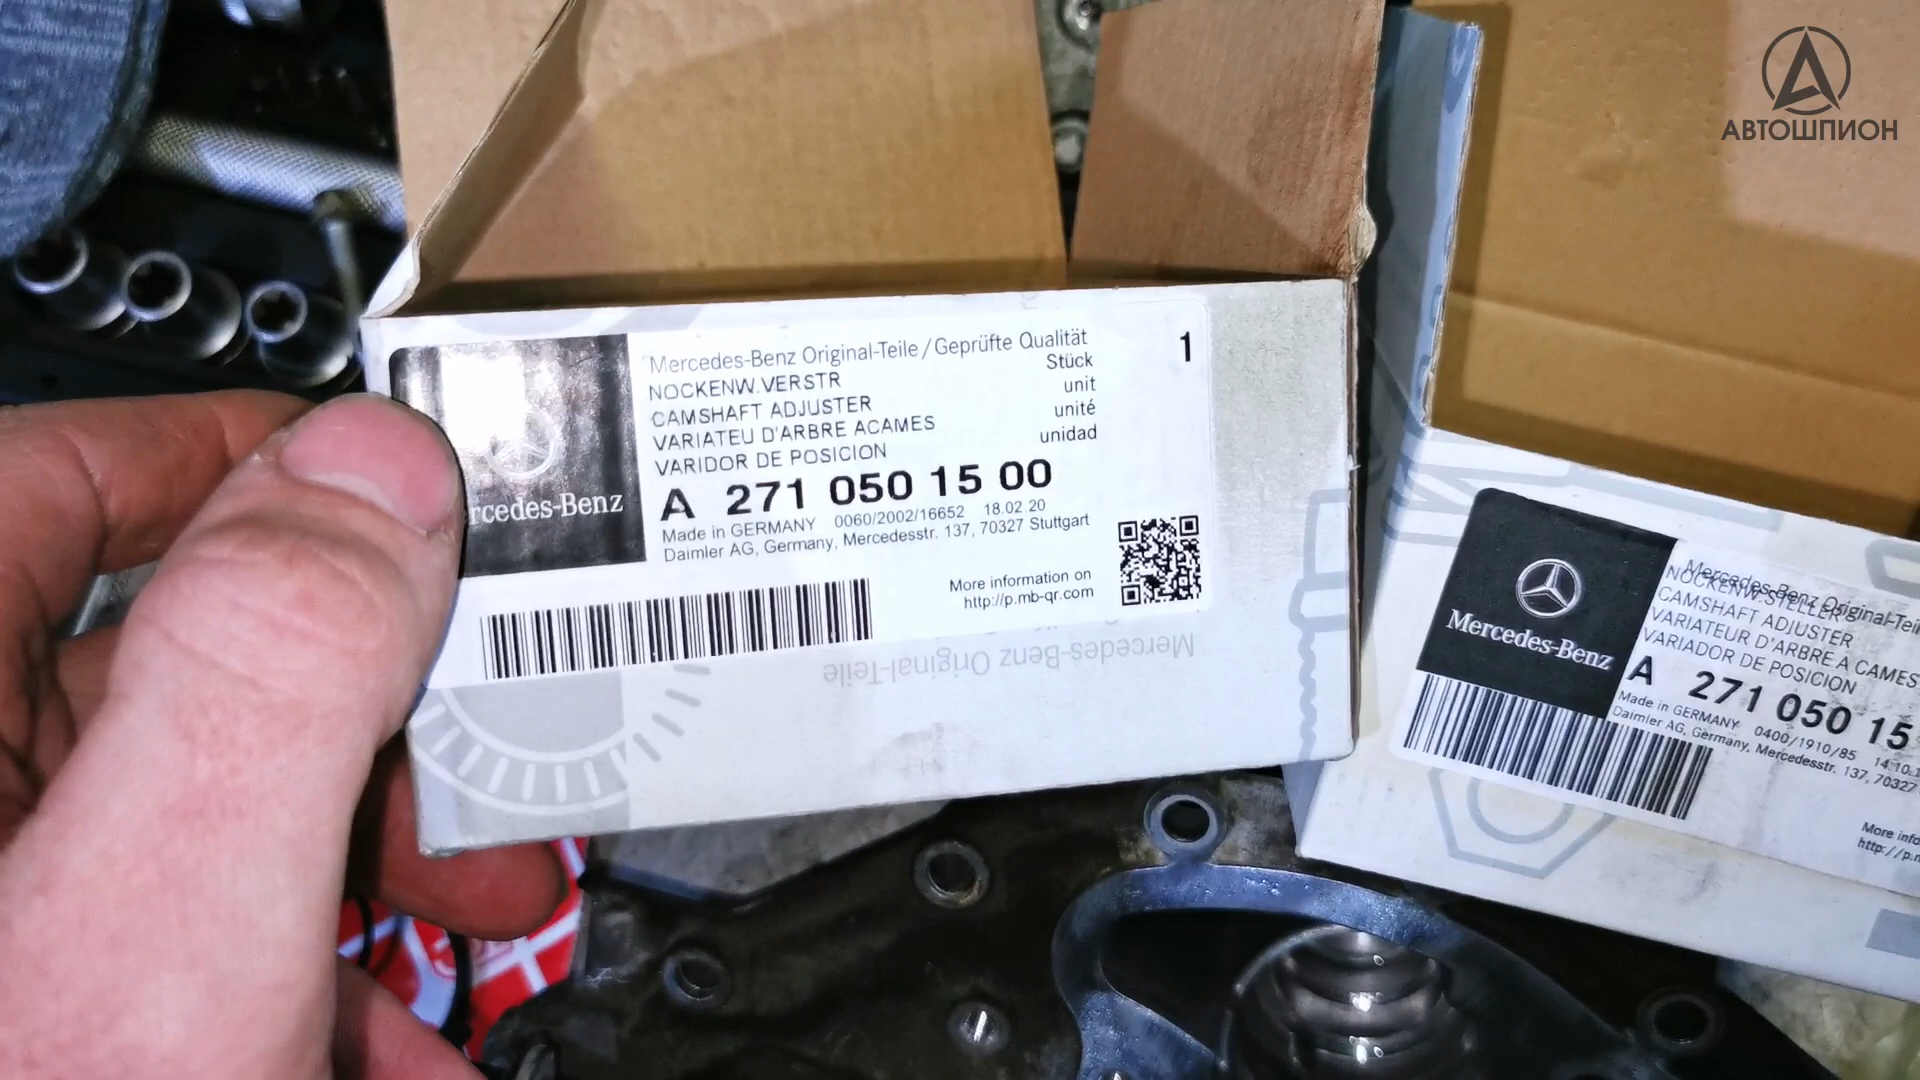 АВТОШПИОН
Mercedes-Benz Original-Teile / Geprüfte Qualität
1
Stück
NOCKENW.VERSTR
unit
CAMSHAFT ADJUSTER
unité
VARIATEU D'ARBRE ACAMES
unidad
VARIDOR DE POSICION
A 271 050 15 00
rcedes-Benz
Made in GERMANY 0060/2002/16652 18.02.20
Daimler AG, Germany, Mercedesstr. 137, 70327 Stuttgart
More information on
http://p.mb-qr.com
Mercedes-Benz Original-Teile
Mercedes-Benz
Mercedes-Benz Original-Teil
NOCKENW.STELLER
CAMSHAFT ADJUSTER
VARIATEUR D'ARBRE A CAMES
VARIADOR DE POSICION
A 271 050 15
Made in GERMANY 0400/1910/85 14.10.1
Daimler AG, Germany, Mercedesstr. 137, 70327
More info
http://p.m